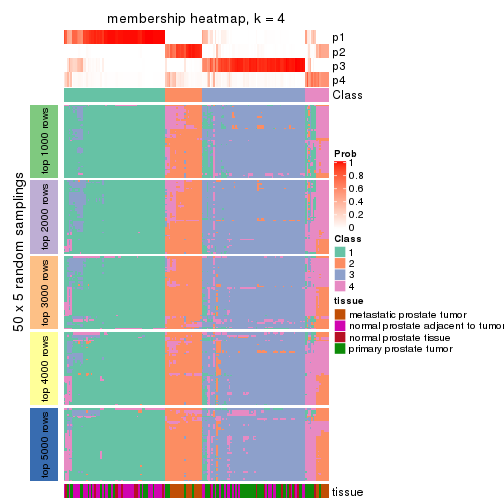 membership heatmap, k = 4
p1
p2
p3
p4
Class
50 x 5 random samplings
top 1000 rows
top 2000 rows
top 3000 rows
top 4000 rows
top 5000 rows
Prob
1
0.8
0.6
0.4
0.2
0
Class
1
2
3
4
tissue
metastatic prostate tumor
normal prostate adjacent to tumor
normal prostate tissue
primary prostate tumor
tissue